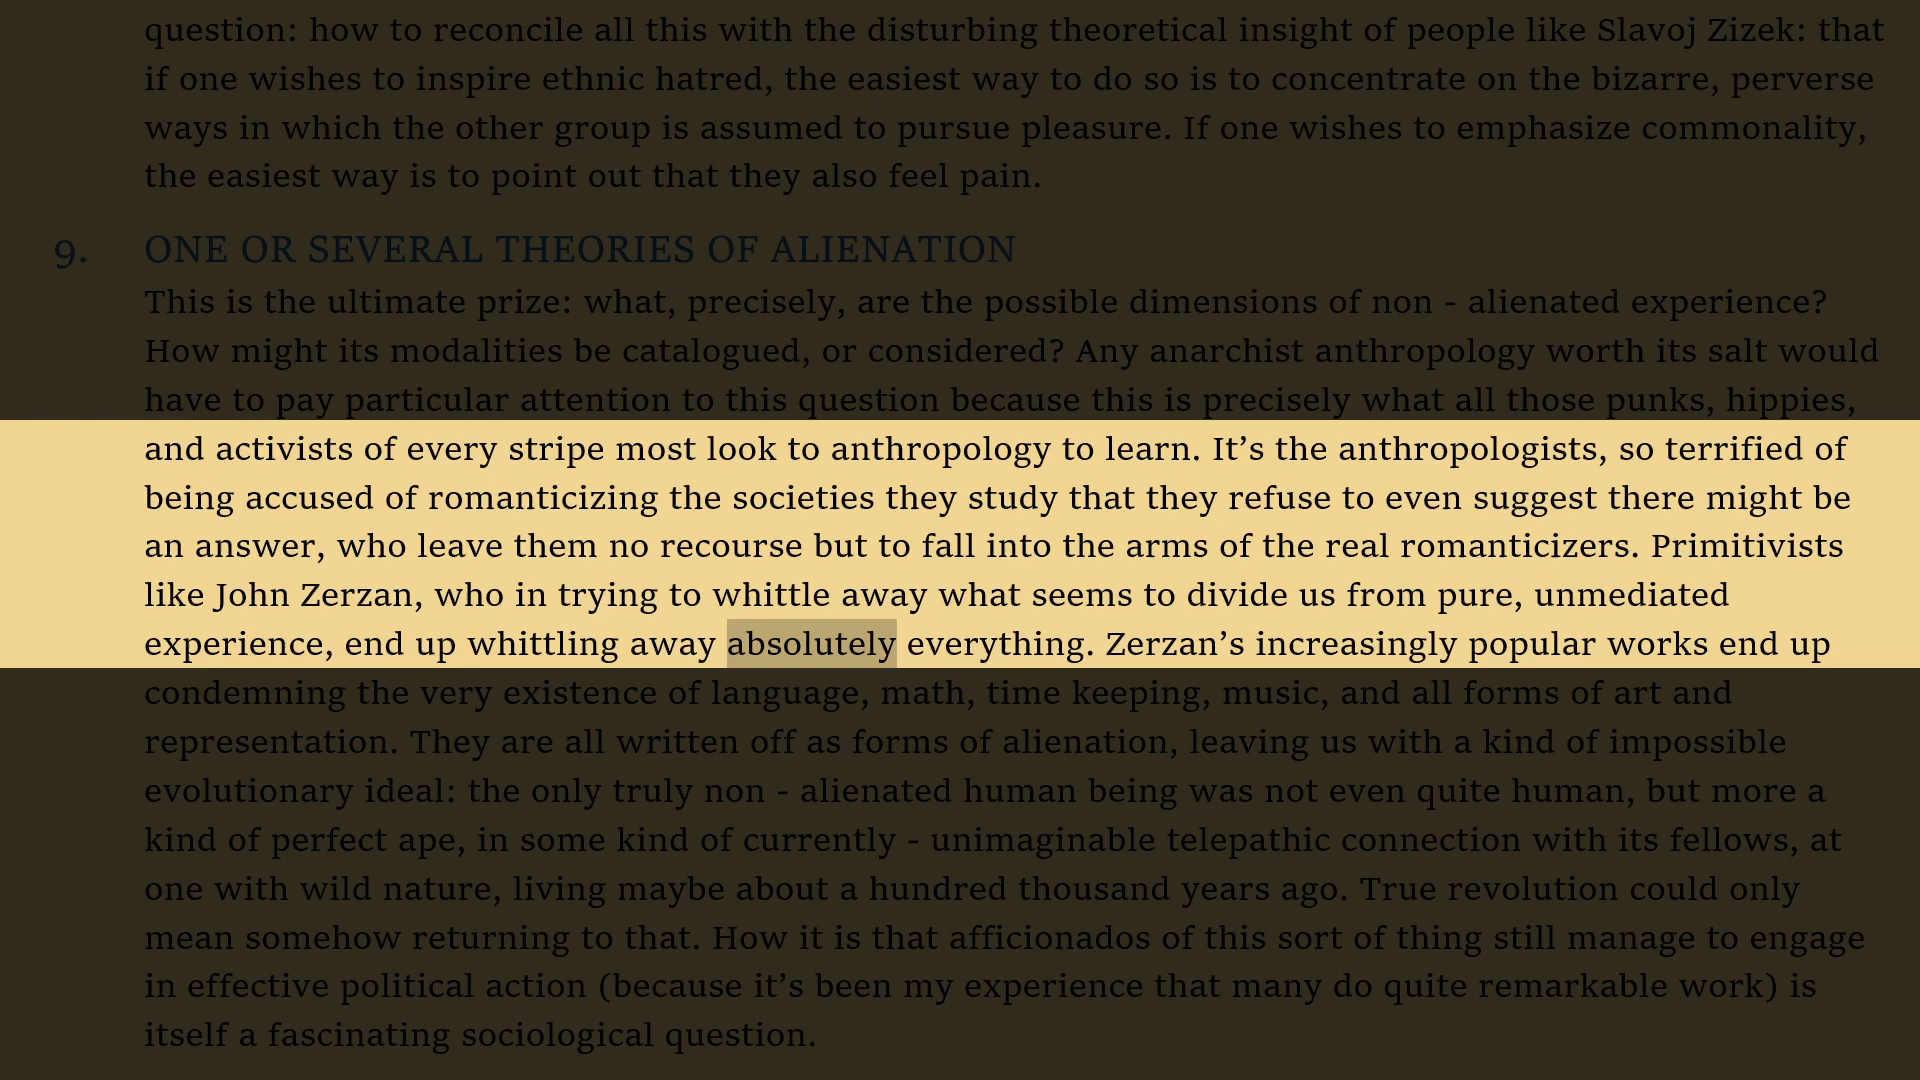 question: how to reconcile all this with the disturbing theoretical insight of people like Slavoj Zizek: that
if one wishes to inspire ethnic hatred, the easiest way to do so is to concentrate on the bizarre, perverse
ways in which the other group is assumed to pursue pleasure. If one wishes to emphasize commonality,
the easiest way is to point out that they also feel pain.
9. ONE OR SEVERAL THEORIES OF ALIENATION
This is the ultimate prize: what, precisely, are the possible dimensions of non - alienated experience?
How might its modalities be catalogued, or considered? Any anarchist anthropology worth its salt would
have to pay particular attention to this question because this is precisely what all those punks, hippies,
and activists of every stripe most look to anthropology to learn. It’s the anthropologists, so terrified of
being accused of romanticizing the societies they study that they refuse to even suggest there might be
an answer, who leave them no recourse but to fall into the arms of the real romanticizers. Primitivists
like John Zerzan, who in trying to whittle away what seems to divide us from pure, unmediated
experience, end up whittling away absolutely everything. Zerzan’s increasingly popular works end up
condemning the very existence of language, math, time keeping, music, and all forms of art and
representation. They are all written off as forms of alienation, leaving us with a kind of impossible
evolutionary ideal: the only truly non - alienated human being was not even quite human, but more a
kind of perfect ape, in some kind of currently - unimaginable telepathic connection with its fellows, at
one with wild nature, living maybe about a hundred thousand years ago. True revolution could only
mean somehow returning to that. How it is that afficionados of this sort of thing still manage to engage
in effective political action (because it’s been my experience that many do quite remarkable work) is
itself a fascinating sociological question.